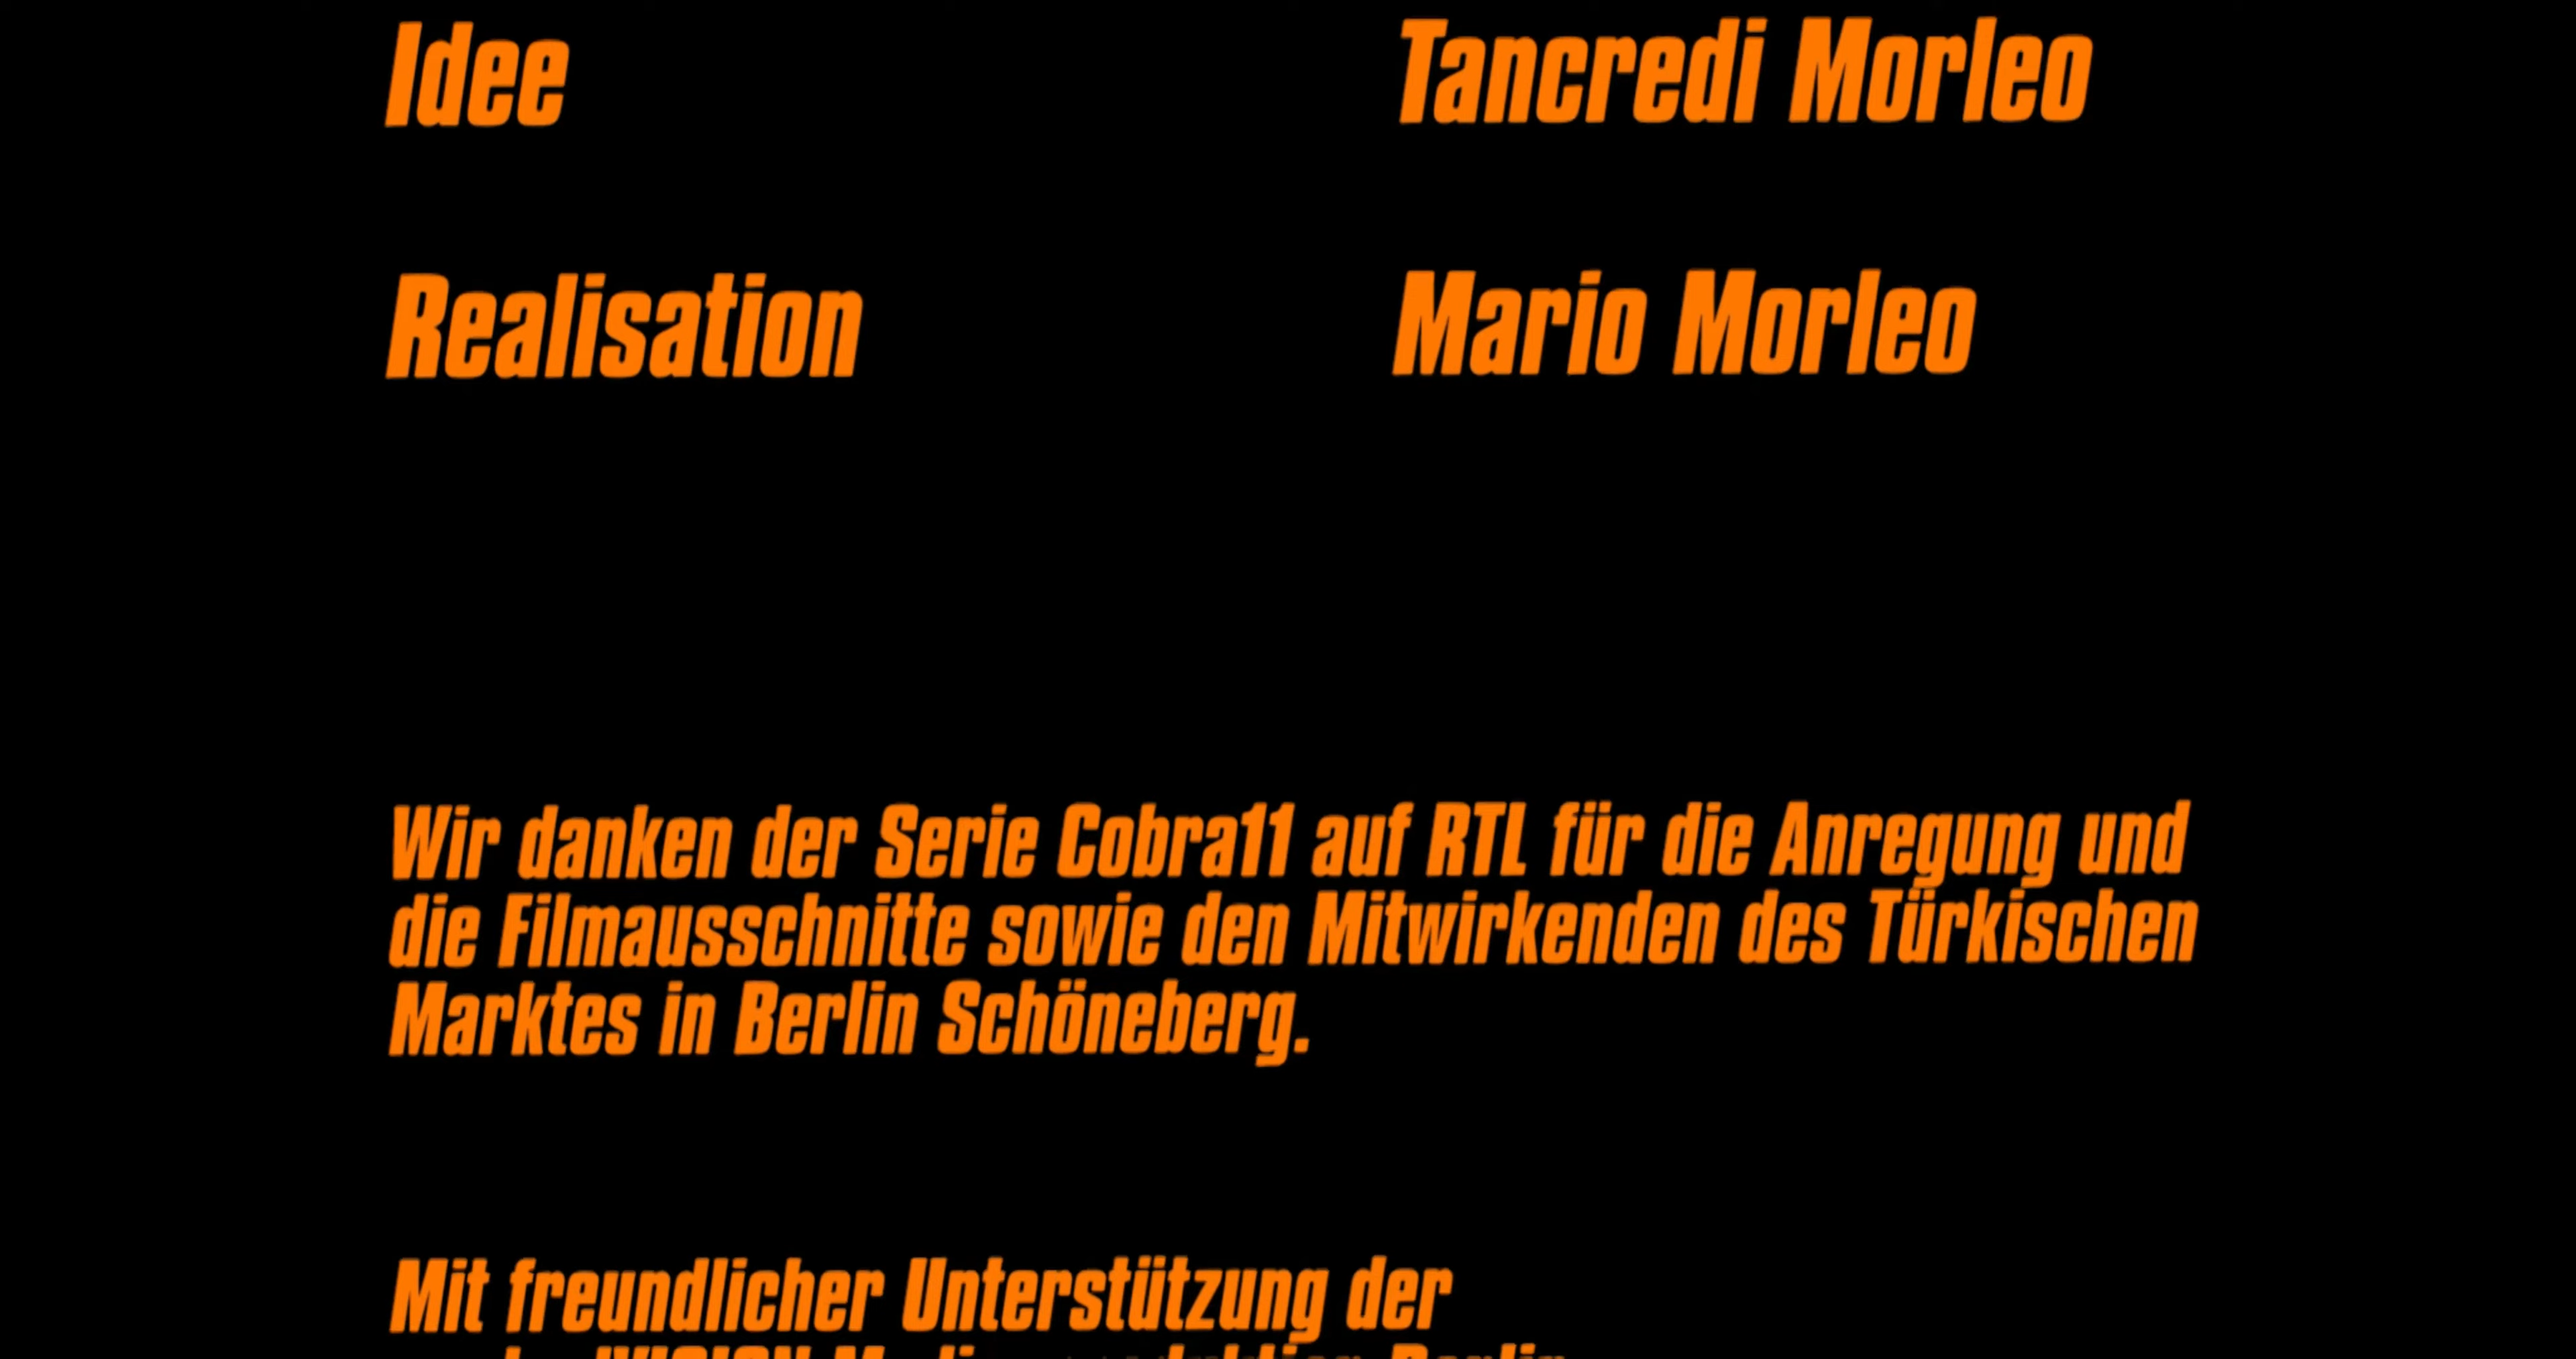 Idee Tancredi Morleo
Realisation Mario Morleo
Wir danken der Serie Cobra11 auf RTL für die Anregung und
die Filmausschnitte sowie den Mitwirkenden des Türkischen
Marktes in Berlin Schöneberg.
Mit freundlicher Unterstützung der
Berlin